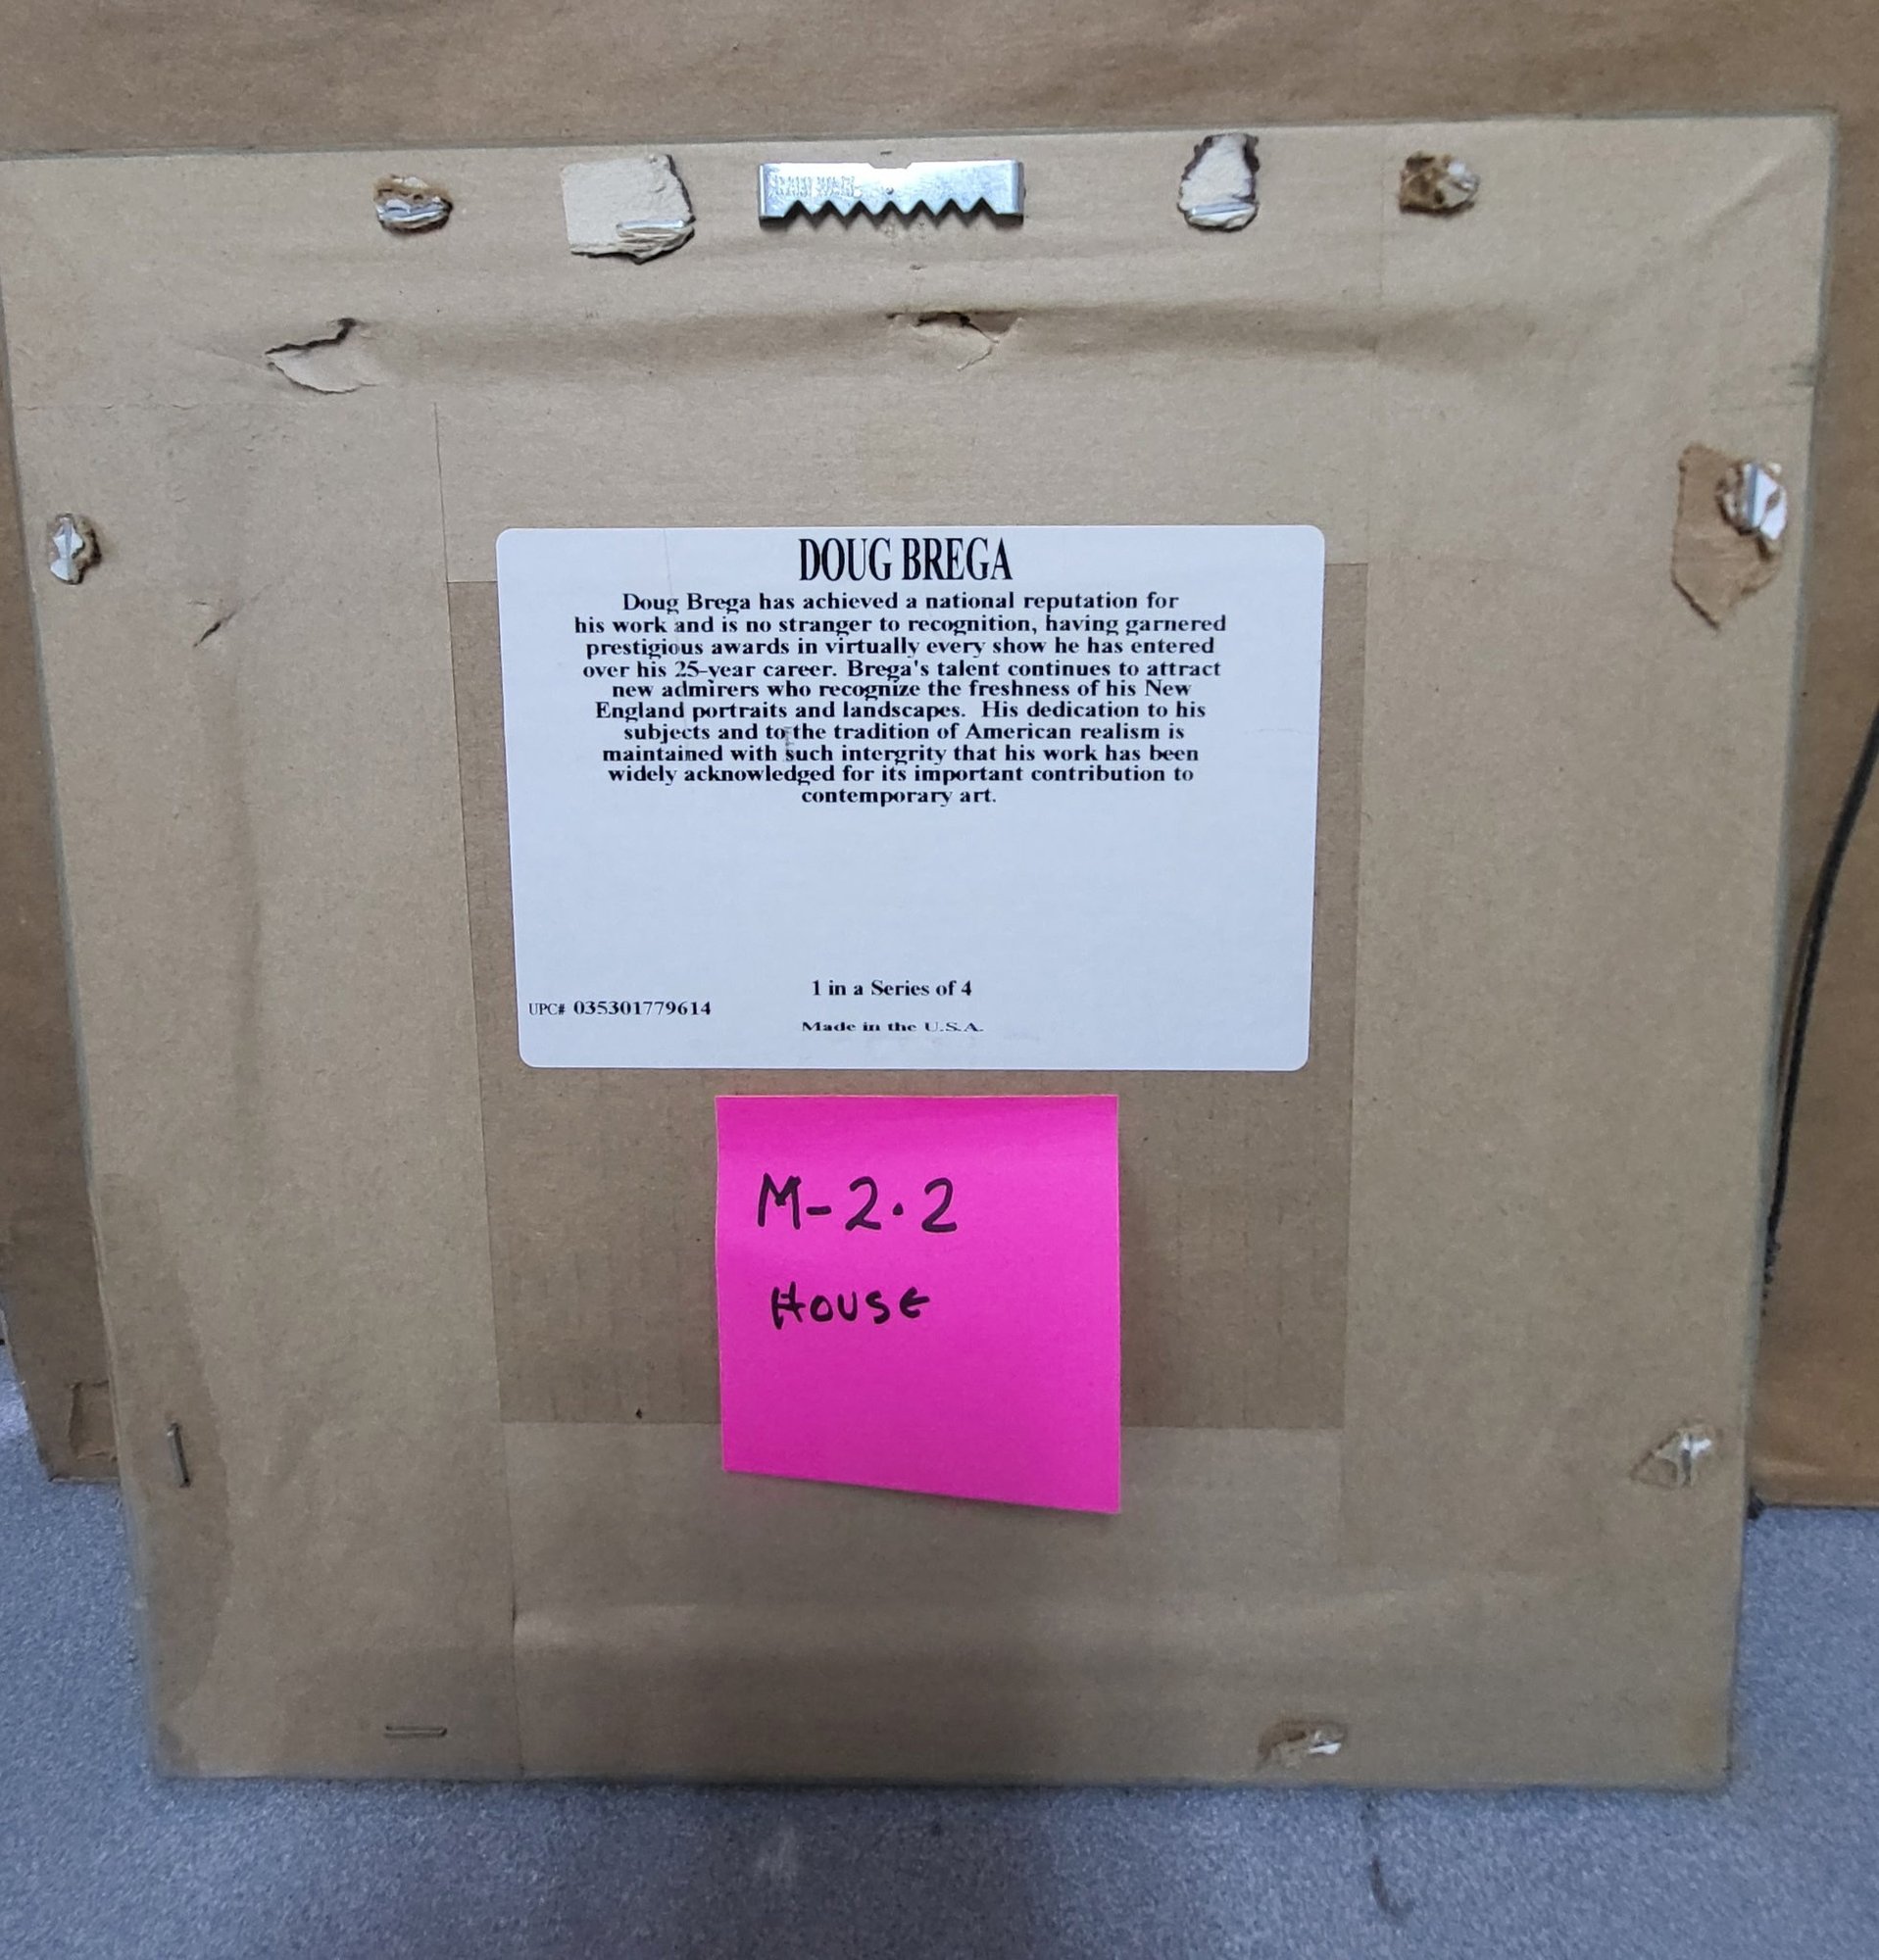 DOUG BREGA
Doug Brega has achieved a national reputation for
his work and is no stranger to recognition, having garnered
prestigious awards in virtually every show he has entered
over his 25-year career. Brega's talent continues to attract
new admirers who recognize the freshness of his New
England portraits and landscapes. His dedication to his
subjects and to the tradition of American realism is
maintained with such intergrity that his work has been
widely acknowledged for its important contribution to
contemporary art.
1 in a Series of 4
UPC# 035301779614
Made in the U.S.A.
M-2.2
House